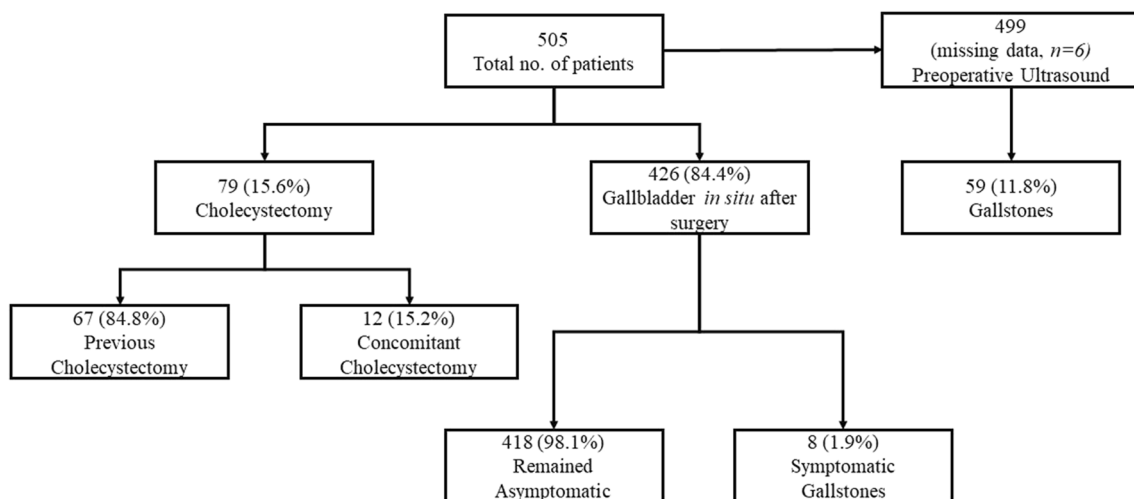 505
Total no. of patients
499
(missing data, n=6)
Preoperative Ultrasound
79 (15.6%)
Cholecystectomy
426 (84.4%)
Gallbladder in situ after
surgery
59 (11.8%)
Gallstones
67 (84.8%)
Previous
Cholecystectomy
12 (15.2%)
Concomitant
Cholecystectomy
418 (98.1%)
Remained
Asymptomatic
8 (1.9%)
Symptomatic
Gallstones